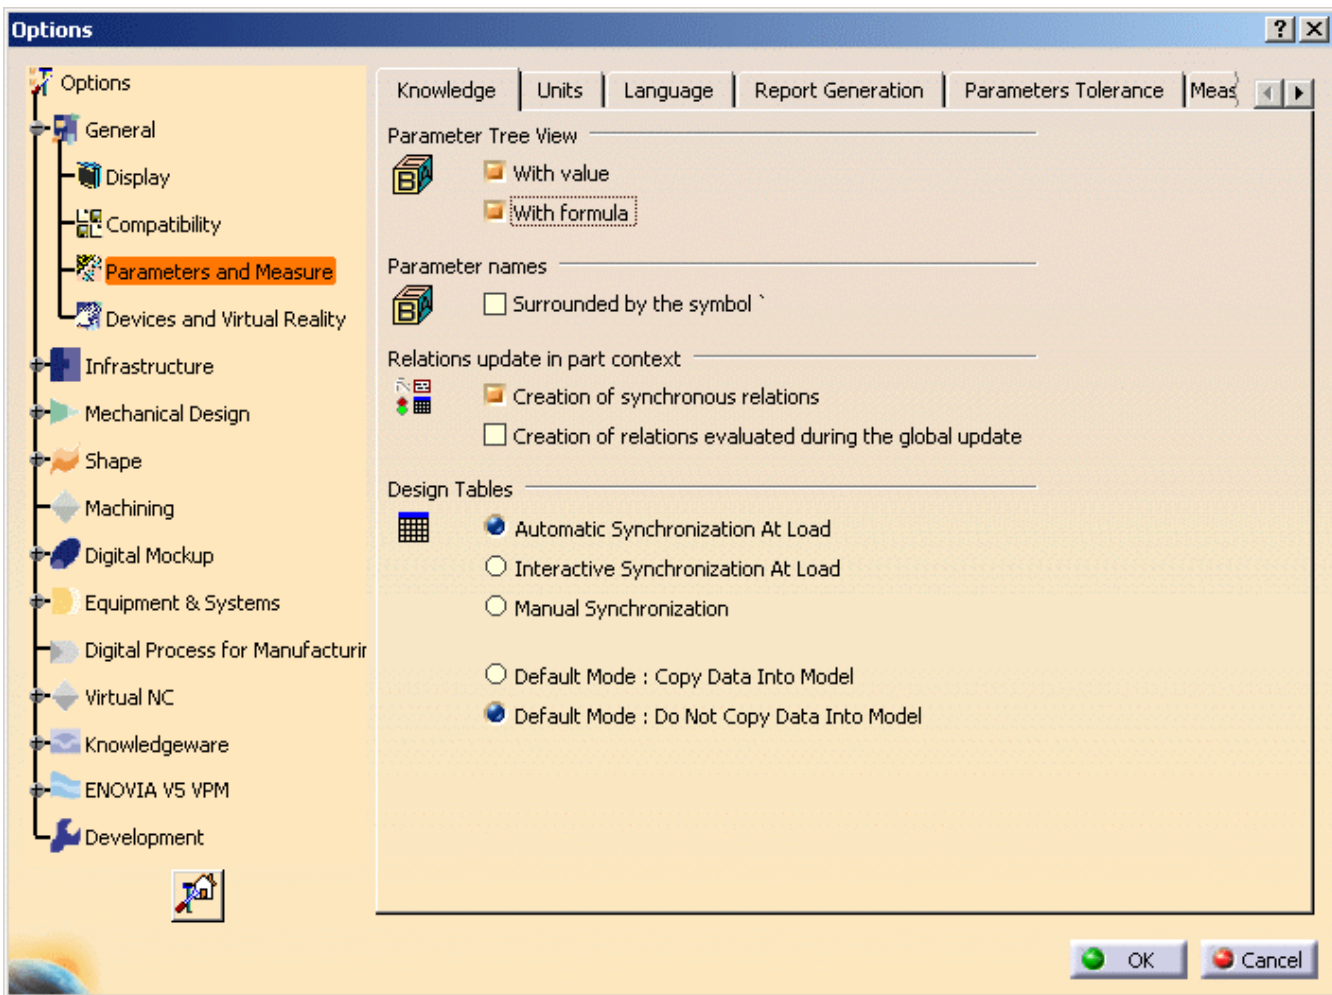 Options
Options
General
Display
Compatibility
Parameters and Measure
Devices and Virtual Reality
Infrastructure
Mechanical Design
Shape
Machining
Digital Mockup
Equipment & Systems
Digital Process for Manufacturin
Virtual NC
Knowledgeware
ENOVIA V5 VPM
Development
Knowledge Units Language Report Generation Parameters Tolerance Meas
Parameter Tree View
With value
With formula
Parameter names
Surrounded by the symbol `
Relations update in part context
Creation of synchronous relations
Creation of relations evaluated during the global update
Design Tables
Automatic Synchronization At Load
Interactive Synchronization At Load
Manual Synchronization
Default Mode : Copy Data Into Model
Default Mode : Do Not Copy Data Into Model
OK Cancel